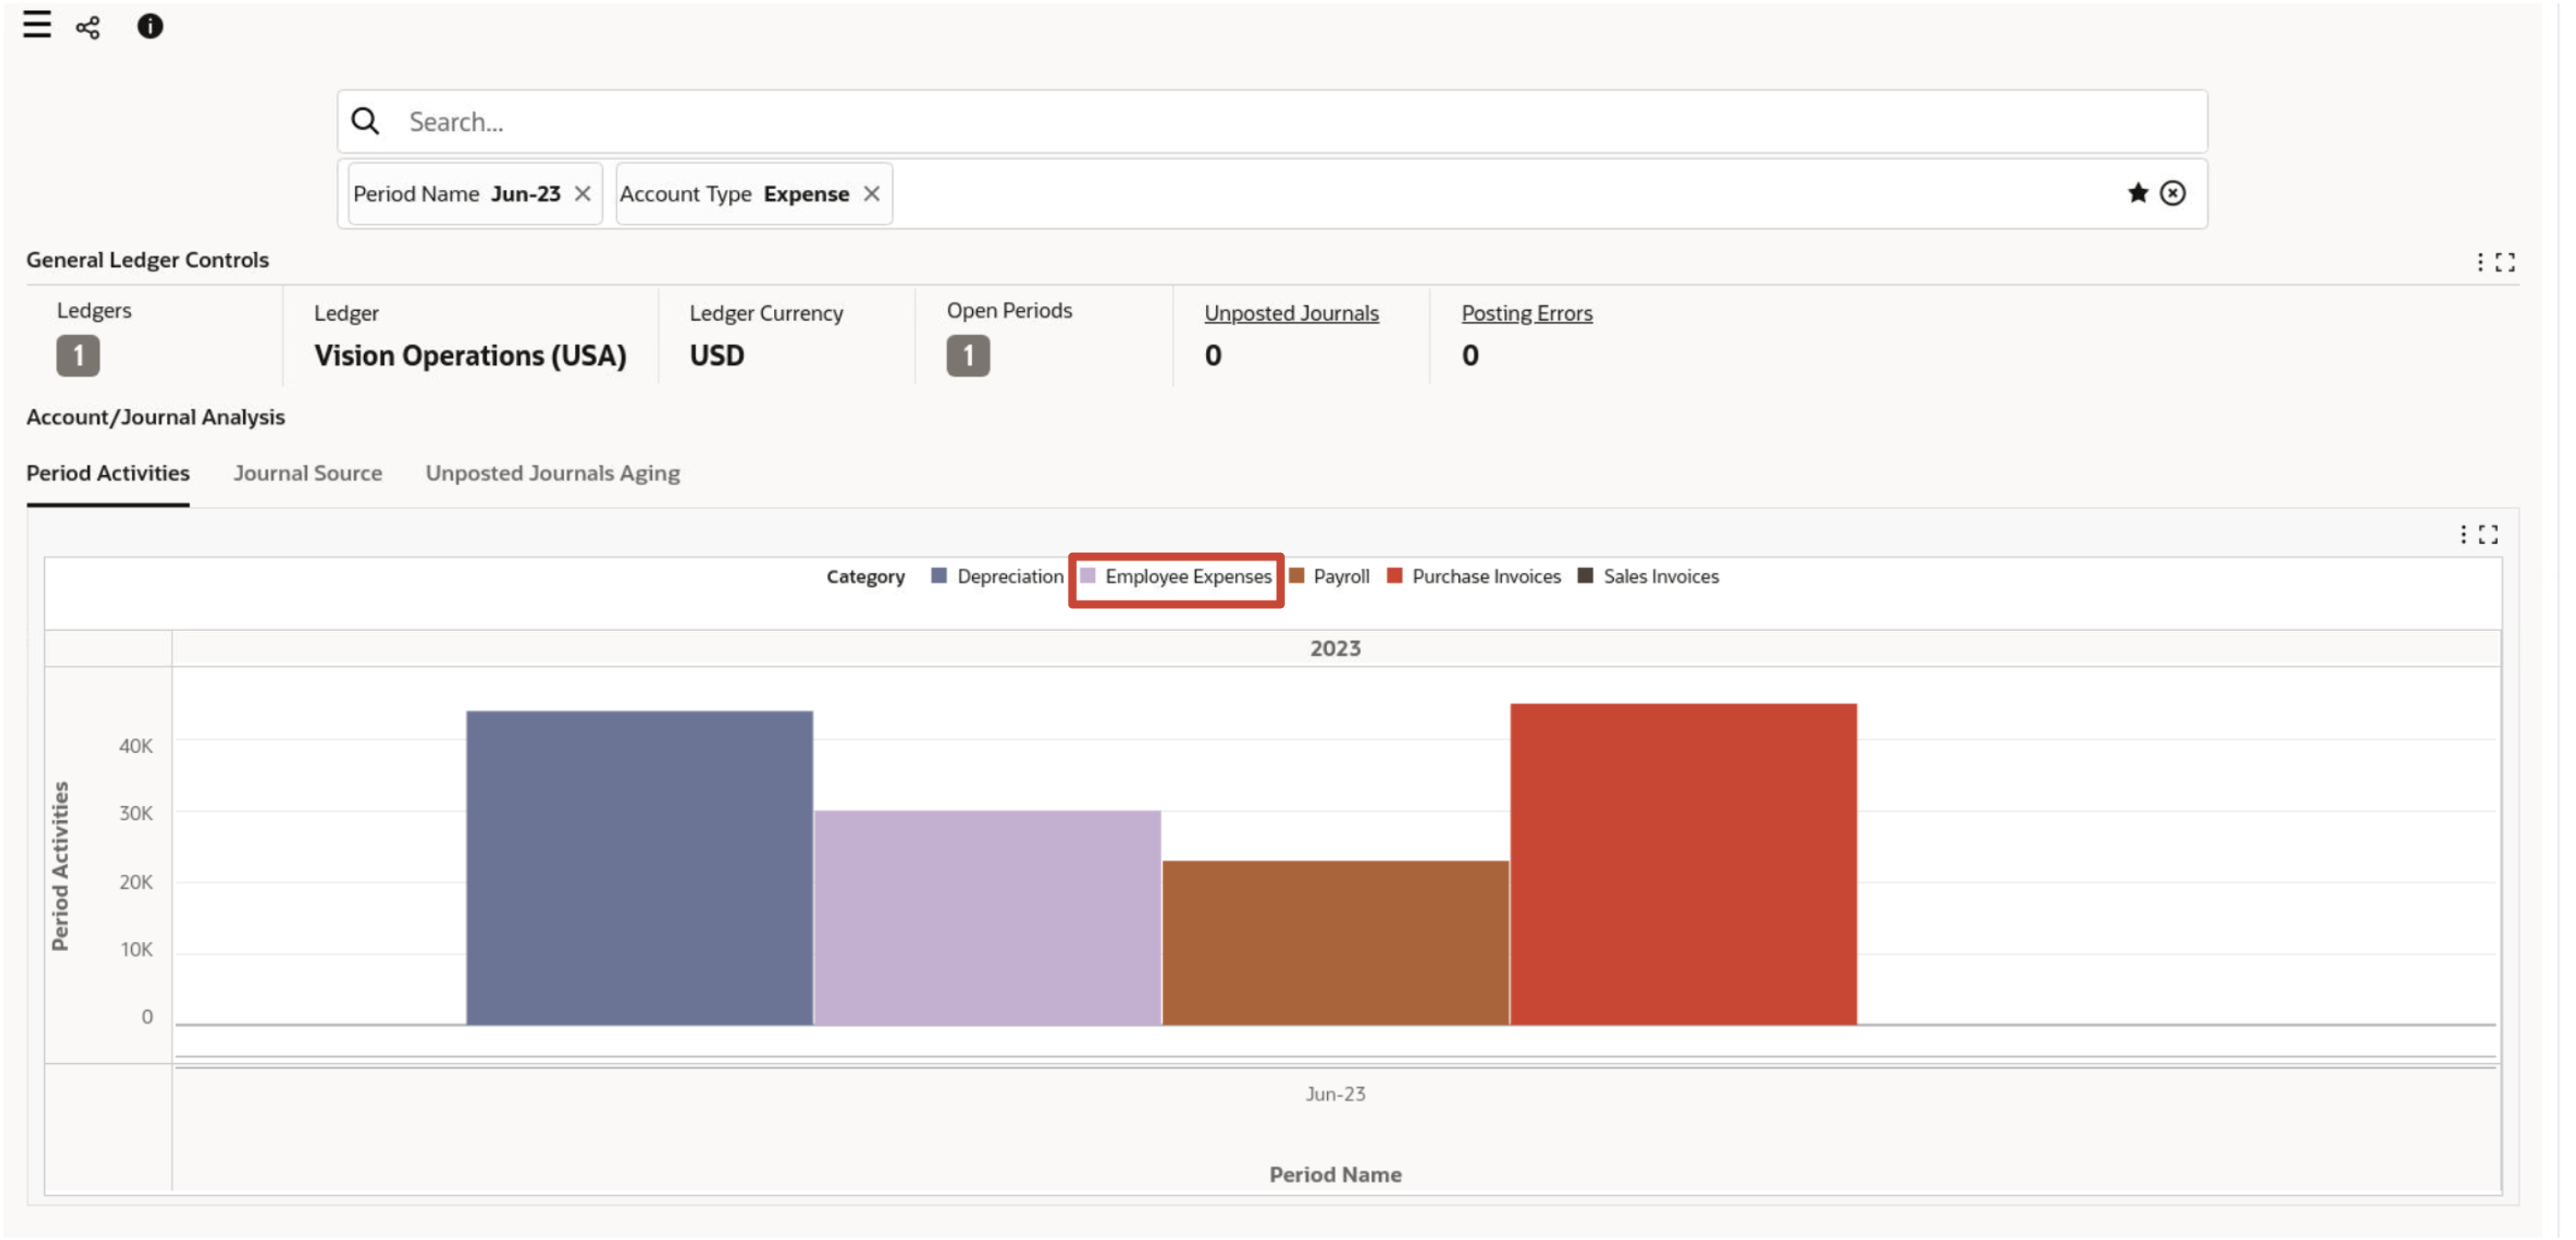 Search...
Period Name Jun-23 Account Type Expense
General Ledger Controls
Ledgers Ledger Ledger Currency Open Periods Unposted Journals Posting Errors
1 Vision Operations (USA) USD 1 0 0
Account/Journal Analysis
Period Activities Journal Source Unposted Journals Aging
Category Depreciation Employee Expenses Payroll Purchase Invoices Sales Invoices
2023
Period Activities
40K
30K
20K
10K
0
Jun-23
Period Name